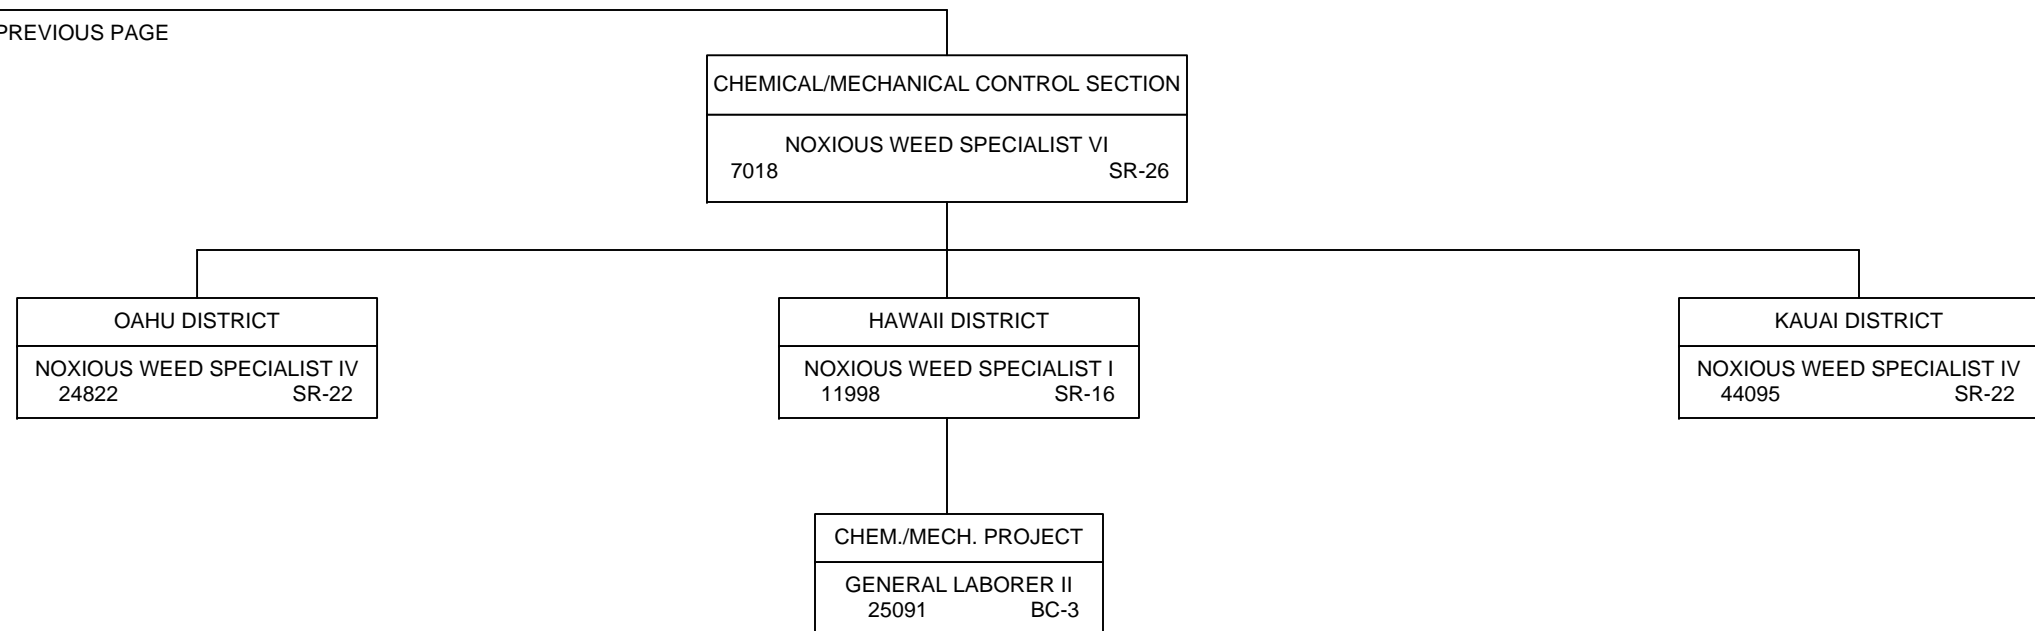 PREVIOUS PAGE
CHEMICAL/MECHANICAL CONTROL SECTION
NOXIOUS WEED SPECIALIST VI
7018 SR-26
OAHU DISTRICT
NOXIOUS WEED SPECIALIST IV
24822 SR-22
HAWAII DISTRICT
NOXIOUS WEED SPECIALIST I
11998 SR-16
KAUAI DISTRICT
NOXIOUS WEED SPECIALIST IV
44095 SR-22
CHEM./MECH. PROJECT
GENERAL LABORER II
25091 BC-3